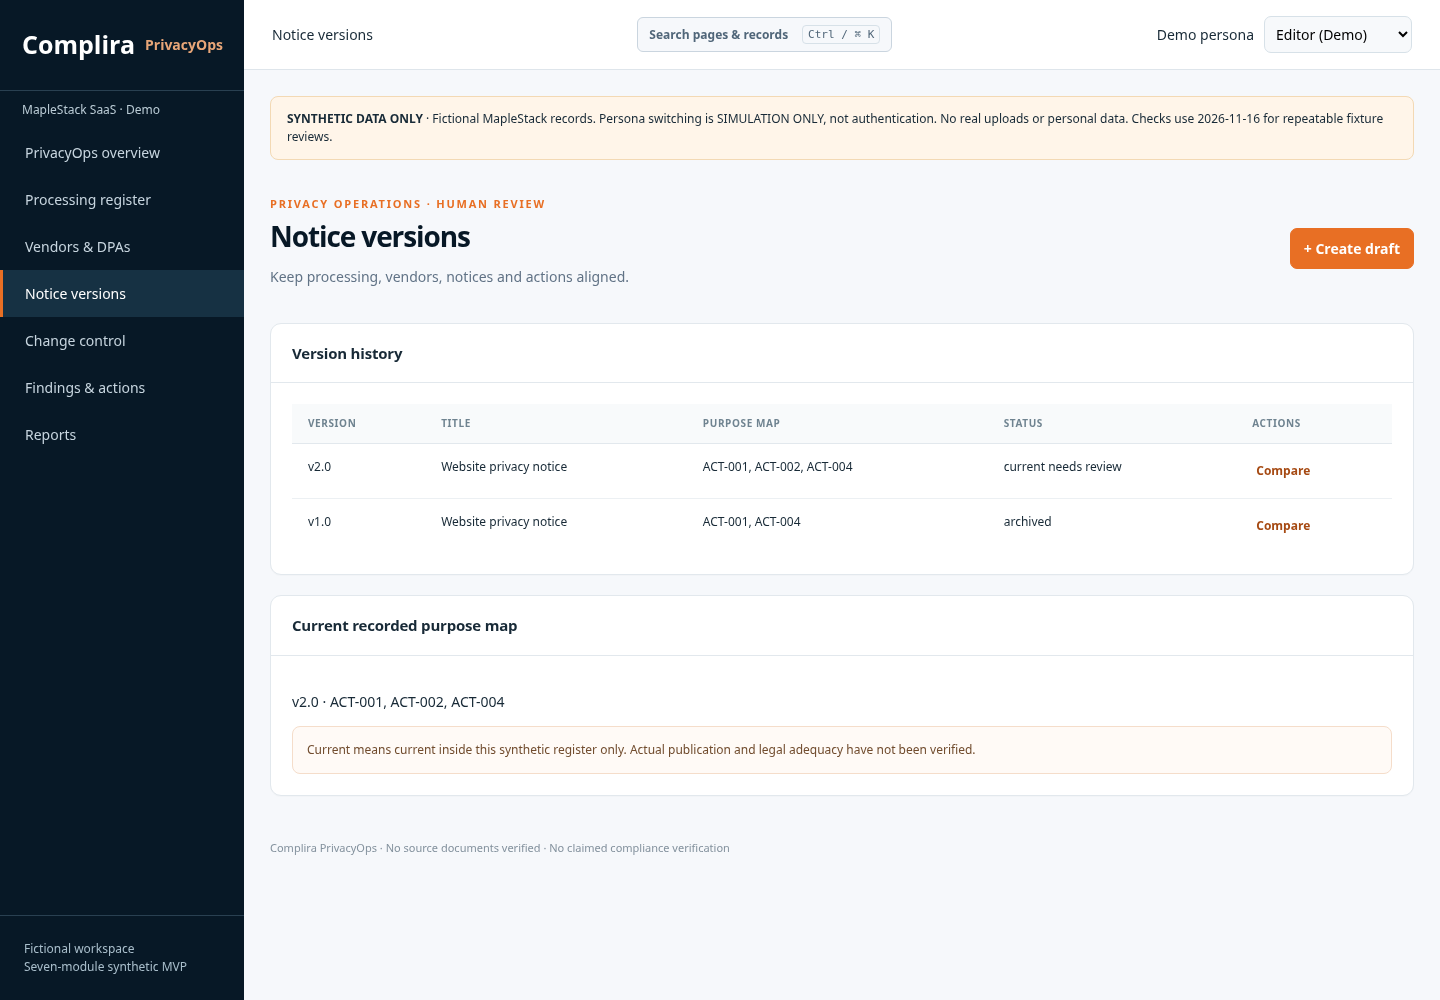 Complira PrivacyOps
MapleStack SaaS · Demo
PrivacyOps overview
Processing register
Vendors & DPAs
Notice versions
Change control
Findings & actions
Reports
Fictional workspace
Seven-module synthetic MVP
Notice versions
Search pages & records Ctrl / ⌘ K
Demo persona Editor (Demo)
SYNTHETIC DATA ONLY · Fictional MapleStack records. Persona switching is SIMULATION ONLY, not authentication. No real uploads or personal data. Checks use 2026-11-16 for repeatable fixture
reviews.
PRIVACY OPERATIONS · HUMAN REVIEW
Notice versions
Keep processing, vendors, notices and actions aligned.
+ Create draft
Version history
VERSION TITLE PURPOSE MAP STATUS ACTIONS
v2.0 Website privacy notice ACT-001, ACT-002, ACT-004 current needs review Compare
v1.0 Website privacy notice ACT-001, ACT-004 archived Compare
Current recorded purpose map
v2.0 · ACT-001, ACT-002, ACT-004
Current means current inside this synthetic register only. Actual publication and legal adequacy have not been verified.
Complira PrivacyOps · No source documents verified · No claimed compliance verification